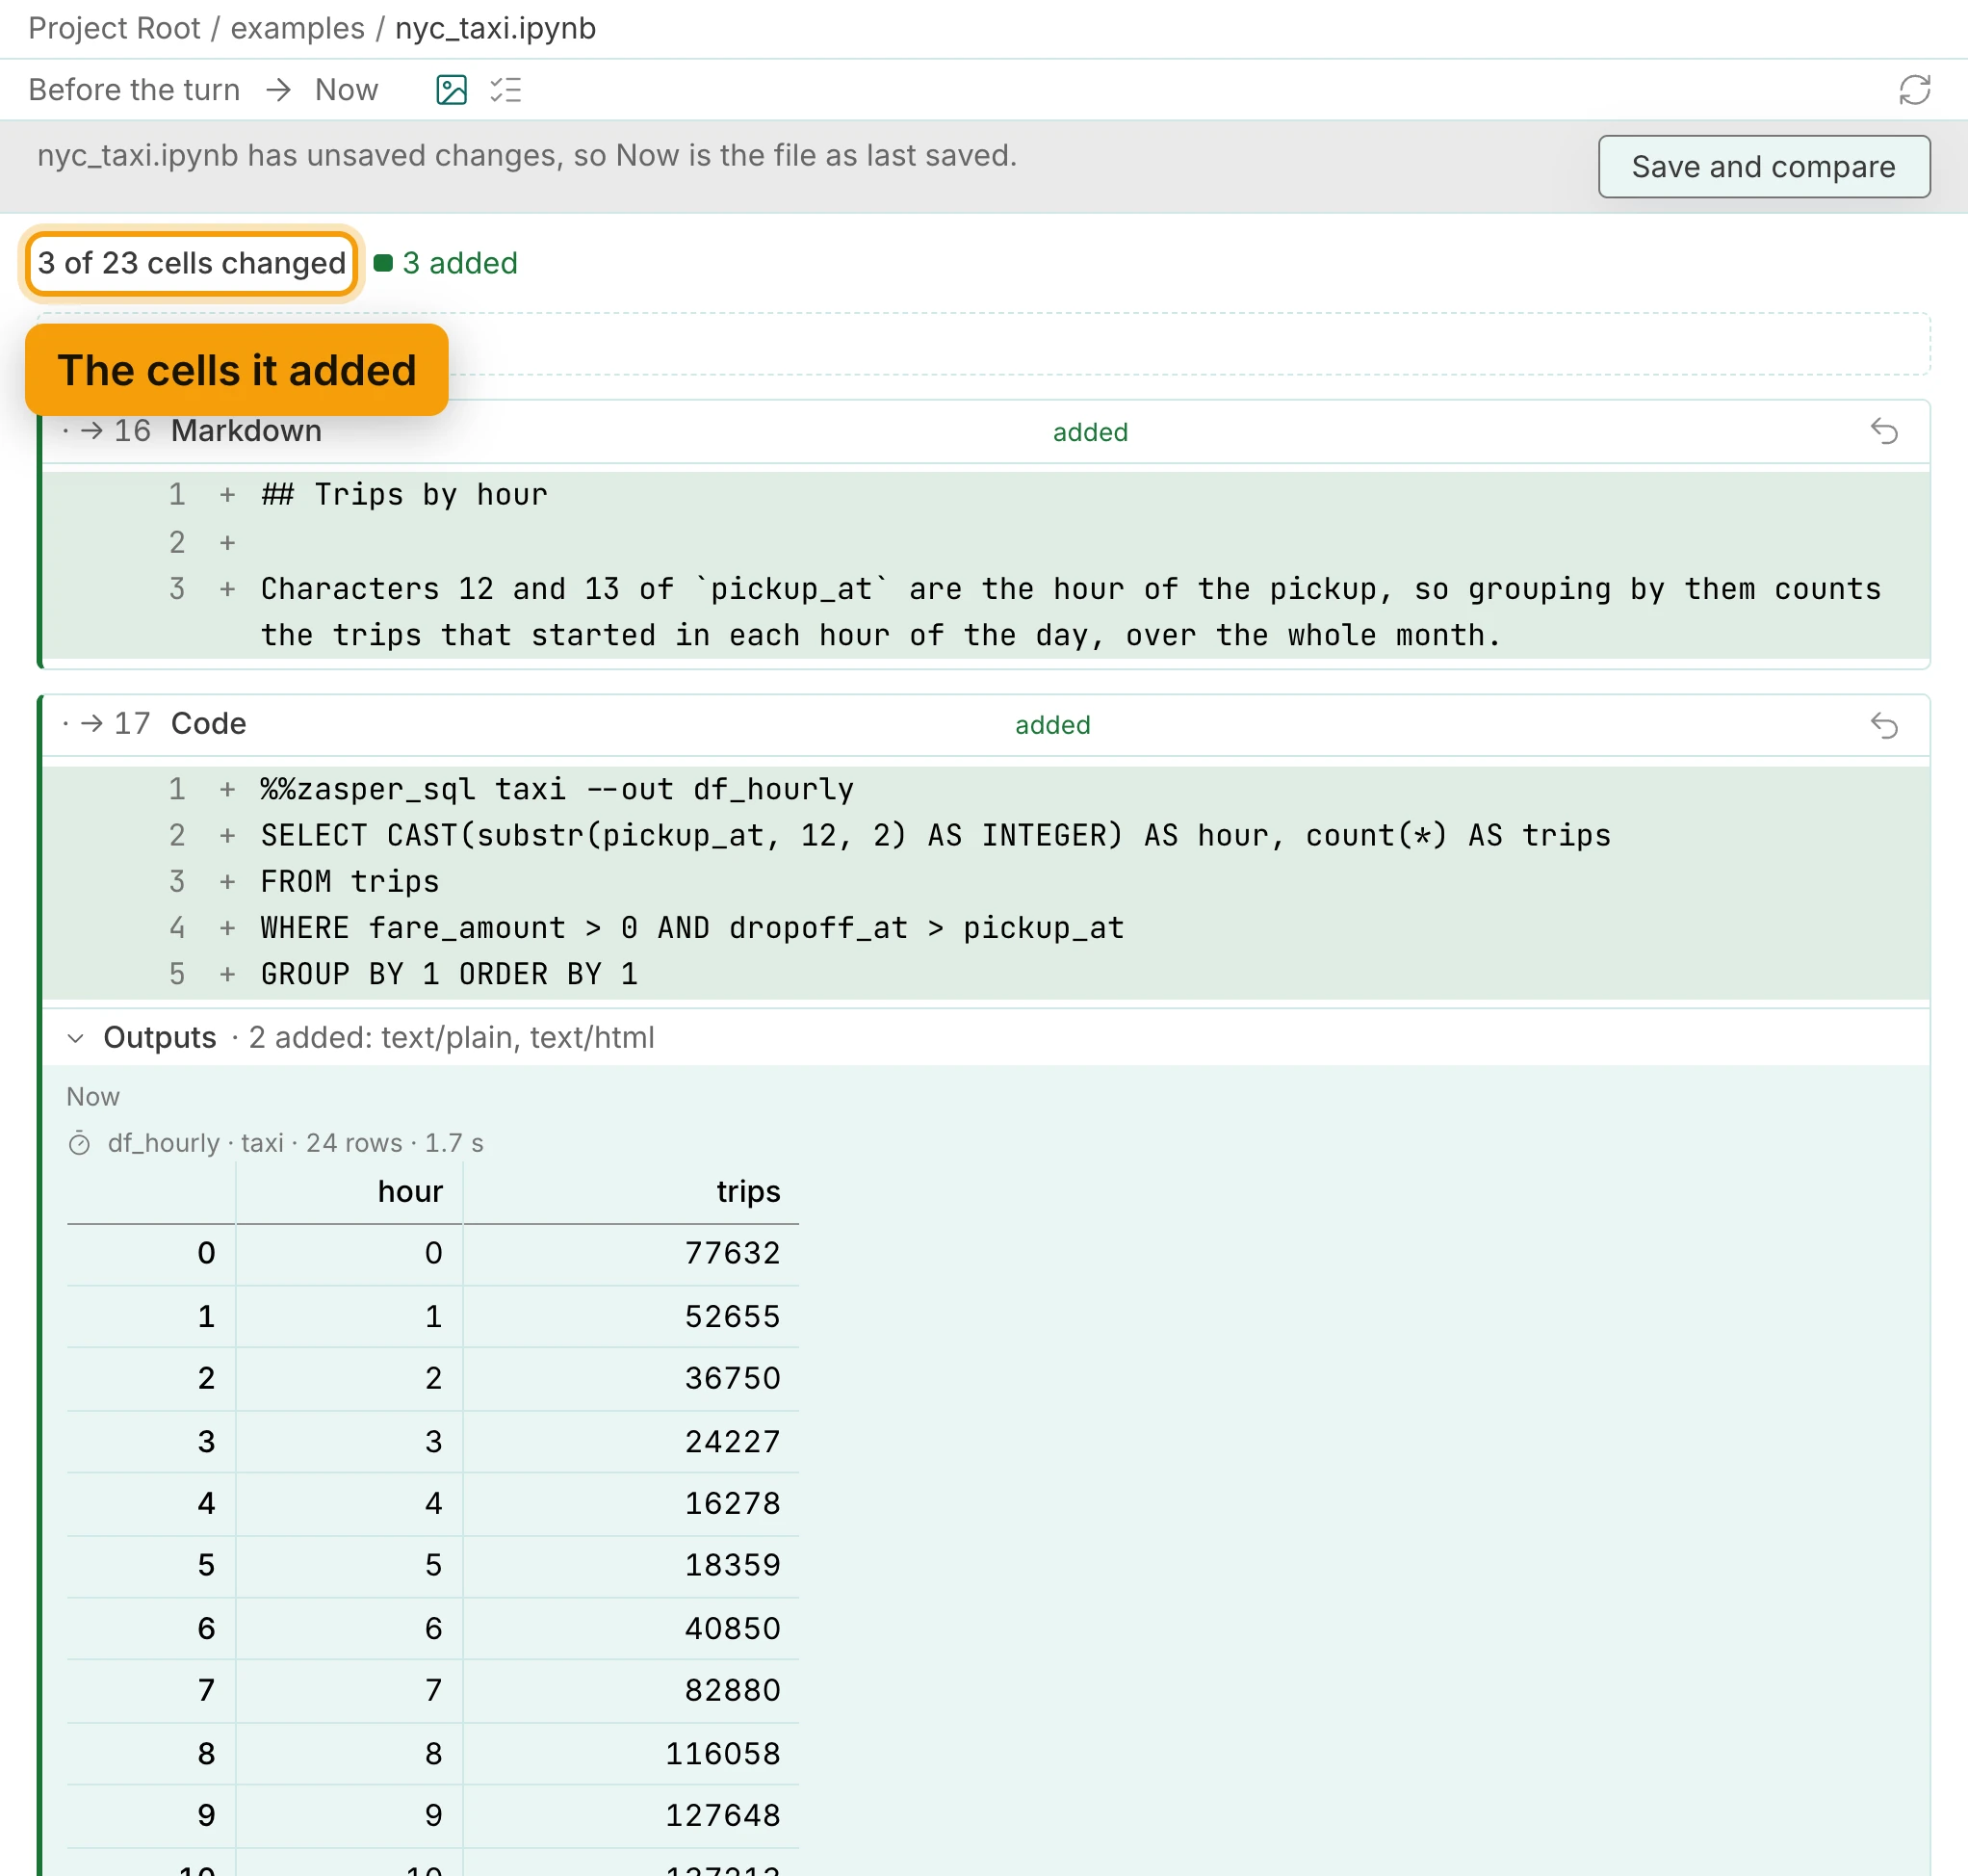 Project Root / examples / nyc_taxi.ipynb
Before the turn → Now
nyc_taxi.ipynb has unsaved changes, so Now is the file as last saved.
Save and compare
3 of 23 cells changed
3 added
The cells it added
· → 16 Markdown added
1 + ## Trips by hour
2 +
3 + Characters 12 and 13 of `pickup_at` are the hour of the pickup, so grouping by them counts
the trips that started in each hour of the day, over the whole month.
· → 17 Code added
1 + %%zasper_sql taxi --out df_hourly
2 + SELECT CAST(substr(pickup_at, 12, 2) AS INTEGER) AS hour, count(*) AS trips
3 + FROM trips
4 + WHERE fare_amount > 0 AND dropoff_at > pickup_at
5 + GROUP BY 1 ORDER BY 1
Outputs · 2 added: text/plain, text/html
Now
df_hourly · taxi · 24 rows · 1.7 s
hour trips
0 0 77632
1 1 52655
2 2 36750
3 3 24227
4 4 16278
5 5 18359
6 6 40850
7 7 82880
8 8 116058
9 9 127648
10 10